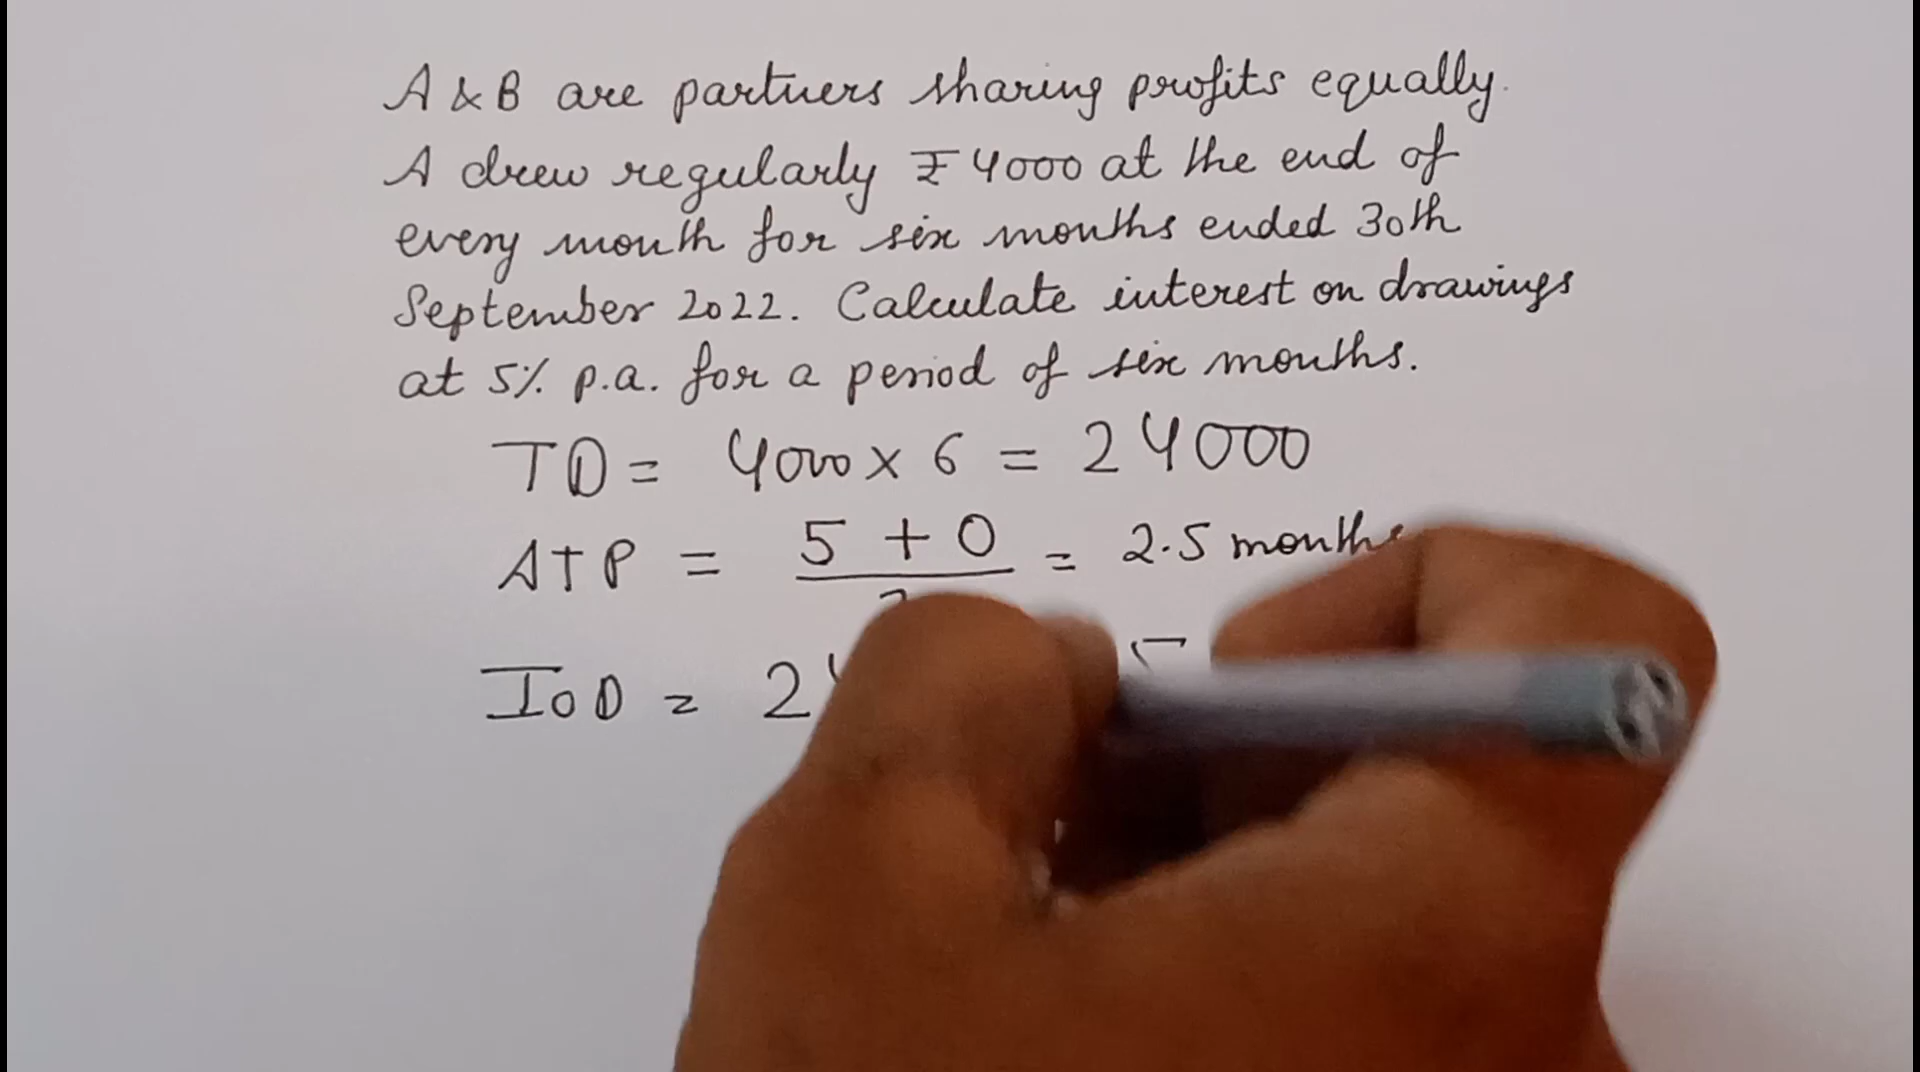 A & B are partners sharing profits equally.
A drew regularly ₹ 4000 at the end of
every month for six months ended 30th
September 2022. Calculate interest on drawings
at 5% p.a. for a period of six months.
TD = 4000 x 6 = 24000
ATP = 5 + 0 = 2.5 months
IOD = 2 5